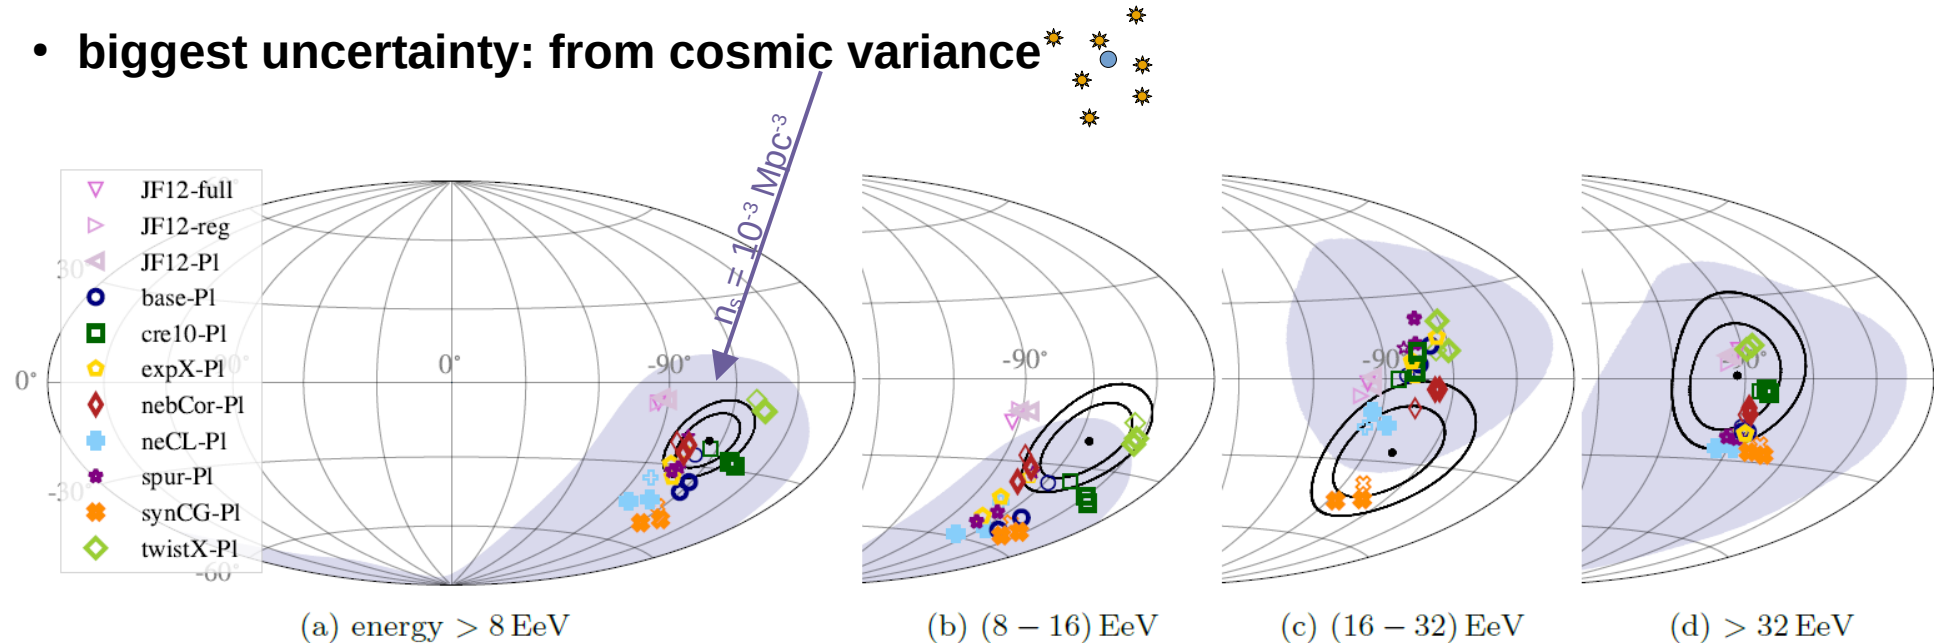 • biggest uncertainty: from cosmic variance
nₛ = 10⁻³ Mpc⁻³
JF12-full
JF12-reg
JF12-Pl
base-Pl
cre10-Pl
expX-Pl
nebCor-Pl
neCL-Pl
spur-Pl
synCG-Pl
twistX-Pl
30°
0°
0°
-90°
-30°
-60°
-90°
-90°
(a) energy > 8 EeV
(b) (8 − 16) EeV
(c) (16 − 32) EeV
(d) > 32 EeV